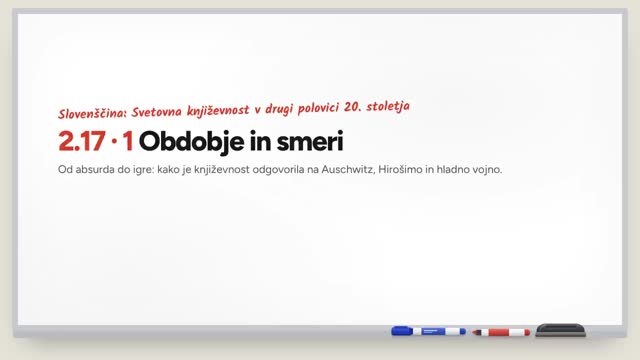 Slovenščina: Svetovna književnost v drugi polovici 20. stoletja
2.17 · 1 Obdobje in smeri
Od absurda do igre: kako je književnost odgovorila na Auschwitz, Hirošimo in hladno vojno.